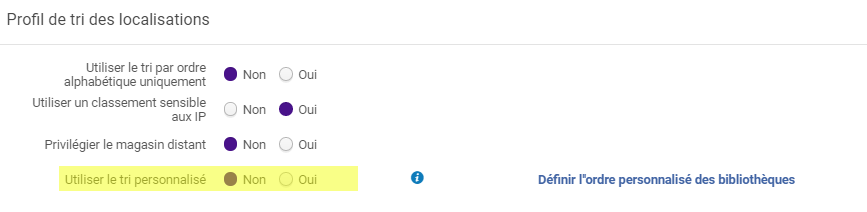 Profil de tri des localisations
Utiliser le tri par ordre
alphabétique uniquement
Non
Oui
Utiliser un classement sensible
aux IP
Non
Oui
Privilégier le magasin distant
Non
Oui
Utiliser le tri personnalisé
Non
Oui
Définir l"ordre personnalisé des bibliothèques